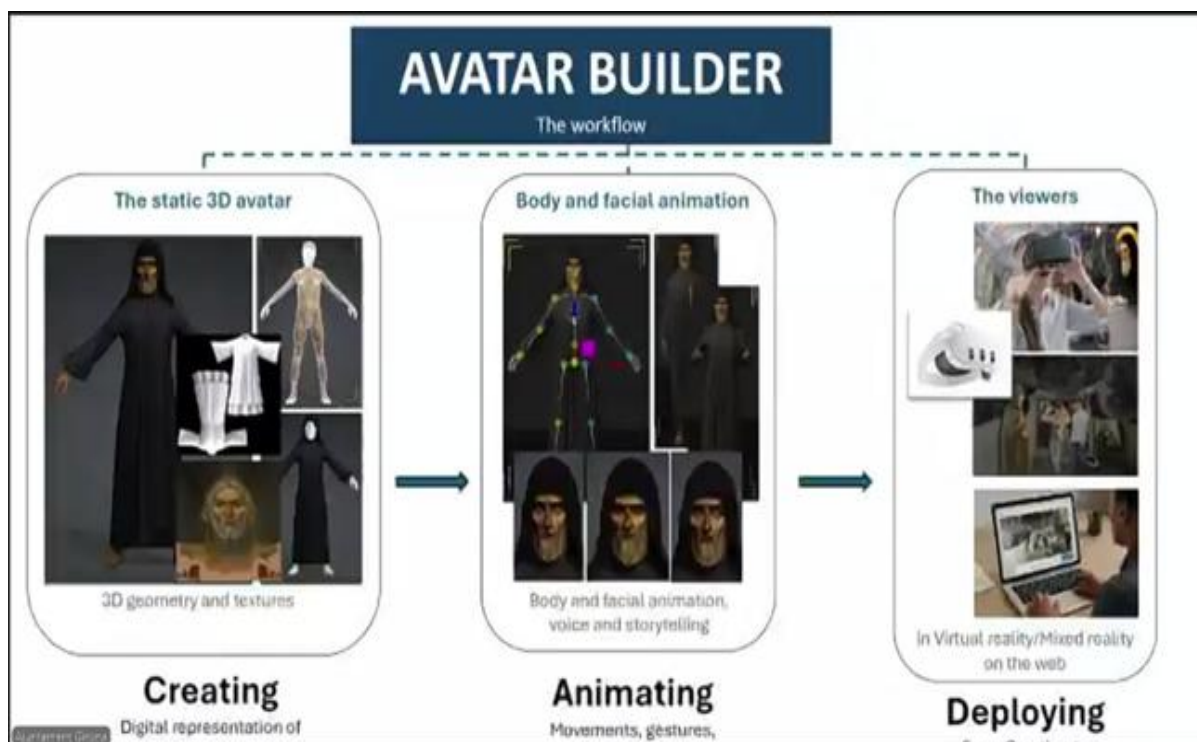 AVATAR BUILDER
The workflow
The static 3D avatar
3D geometry and textures
Creating
Digital representation of
Body and facial animation
Body and facial animation,
voice and storytelling
Animating
Movements, gestures,
The viewers
in Virtual reality/Mixed reality
on the web
Deploying
Ajuntament Girona